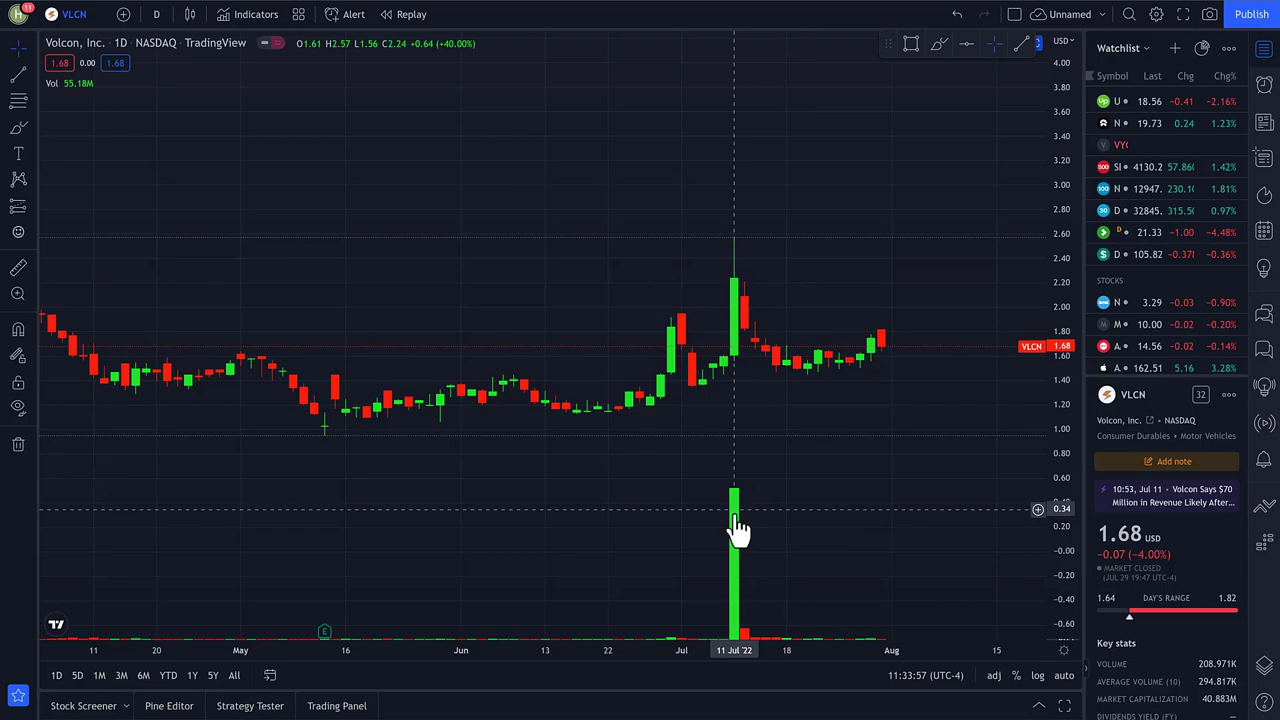 H 11 VLCN D Indicators Alert Replay Unnamed Publish
Volcon, Inc. · 1D · NASDAQ · TradingView O1.61 H2.57 L1.56 C2.24 +0.64 (+40.00%)
1.68 0.00 1.68
Vol 55.18M
USD
4.00
3.80
3.60
3.40
3.20
3.00
2.80
2.60
2.40
2.20
2.00
1.80
VLCN 1.68
1.60
1.40
1.20
1.00
0.80
0.60
0.34
0.20
−0.00
−0.20
−0.40
−0.60
E
11 20 May 16 Jun 13 22 Jul 11 Jul '22 18 Aug 15
1D 5D 1M 3M 6M YTD 1Y 5Y All 11:33:57 (UTC-4) adj % log auto
Stock Screener Pine Editor Strategy Tester Trading Panel
Watchlist
Symbol Last Chg Chg%
Up U 18.56 −0.41 −2.16%
N 19.73 0.24 1.23%
V VY
500 SI 4130.2 57.860 1.42%
100 N 12947. 230.10 1.81%
30 D 32845. 315.50 0.97%
D 21.33 −1.00 −4.48%
D 105.82 −0.378 −0.36%
STOCKS
N 3.29 −0.03 −0.90%
M M 10.00 −0.02 −0.20%
A. 14.56 −0.02 −0.14%
A. 162.51 5.16 3.28%
VLCN 32
Volcon, Inc. • NASDAQ
Consumer Durables • Motor Vehicles
Add note
10:53, Jul 11 • Volcon Says $70
Million in Revenue Likely After...
1.68 USD
−0.07 (−4.00%)
MARKET CLOSED
(JUL 29 19:47 UTC-4)
1.64 DAY'S RANGE 1.82
Key stats
VOLUME 208.971K
AVERAGE VOLUME (10) 294.817K
MARKET CAPITALIZATION 40.883M
DIVIDENDS YIELD (FY)